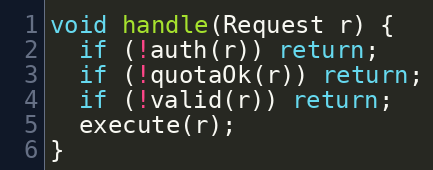 1 void handle(Request r) {
2   if (!auth(r)) return;
3   if (!quotaOk(r)) return;
4   if (!valid(r)) return;
5   execute(r);
6 }